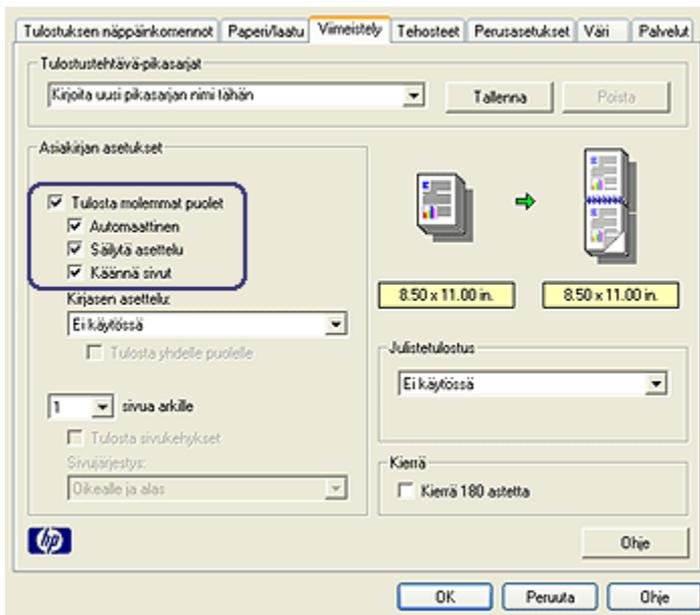 Tulostuksen näppäinkomennot Paperi/laatu Viimeistely Tehosteet Perusasetukset Väri Palvelut
Tulostustehtävä-pikasarjat
Kirjoita uusi pikasarjan nimi tähän Tallenna Poista
Asiakirjan asetukset
Tulosta molemmat puolet
Automaattinen
Säilytä asettelu
Käännä sivut
Kirjasen asettelu:
Ei käytössä
Tulosta yhdelle puolelle
1 sivua arkille
Tulosta sivukehykset
Sivujärjestys:
Oikealle ja alas
8.50 x 11.00 in. 8.50 x 11.00 in.
Julistetulostus
Ei käytössä
Kierrä
Kierrä 180 astetta
hp
Ohje
OK Peruuta Ohje